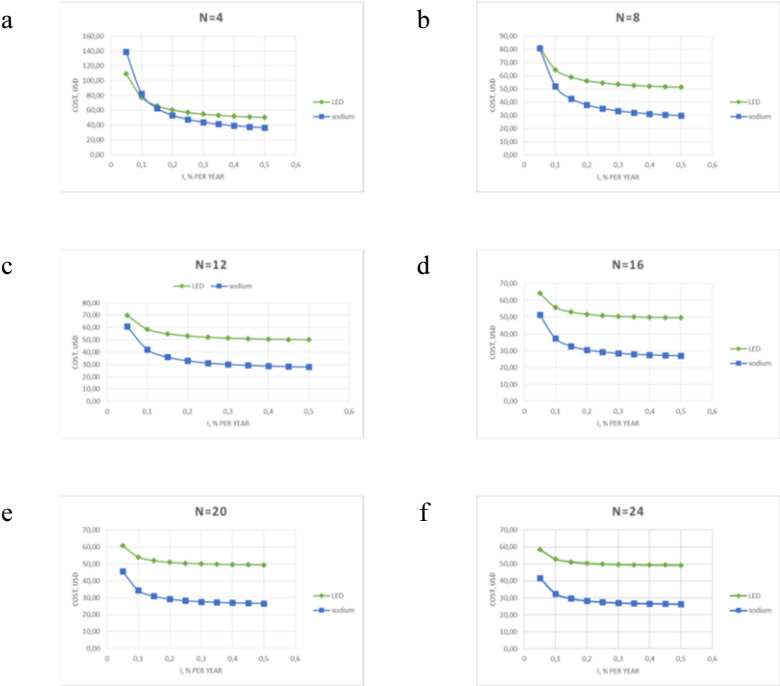 a
N=4
COST, USD
160,00
140,00
120,00
100,00
80,00
60,00
40,00
20,00
0,00
0 0,1 0,2 0,3 0,4 0,5 0,6
I, % PER YEAR
LED
sodium
b
N=8
COST, USD
90,00
80,00
70,00
60,00
50,00
40,00
30,00
20,00
10,00
0,00
0 0,1 0,2 0,3 0,4 0,5 0,6
I, % PER YEAR
LED
sodium
c
N=12
LED sodium
COST, USD
80,00
70,00
60,00
50,00
40,00
30,00
20,00
10,00
0,00
0 0,1 0,2 0,3 0,4 0,5 0,6
I, % PER YEAR
d
N=16
COST, USD
70,00
60,00
50,00
40,00
30,00
20,00
10,00
0,00
0 0,1 0,2 0,3 0,4 0,5 0,6
I, % PER YEAR
LED
sodium
e
N=20
COST, USD
70,00
60,00
50,00
40,00
30,00
20,00
10,00
0,00
0 0,1 0,2 0,3 0,4 0,5 0,6
I, % PER YEAR
LED
sodium
f
N=24
COST, USD
70,00
60,00
50,00
40,00
30,00
20,00
10,00
0,00
0 0,1 0,2 0,3 0,4 0,5 0,6
I, % PER YEAR
LED
sodium